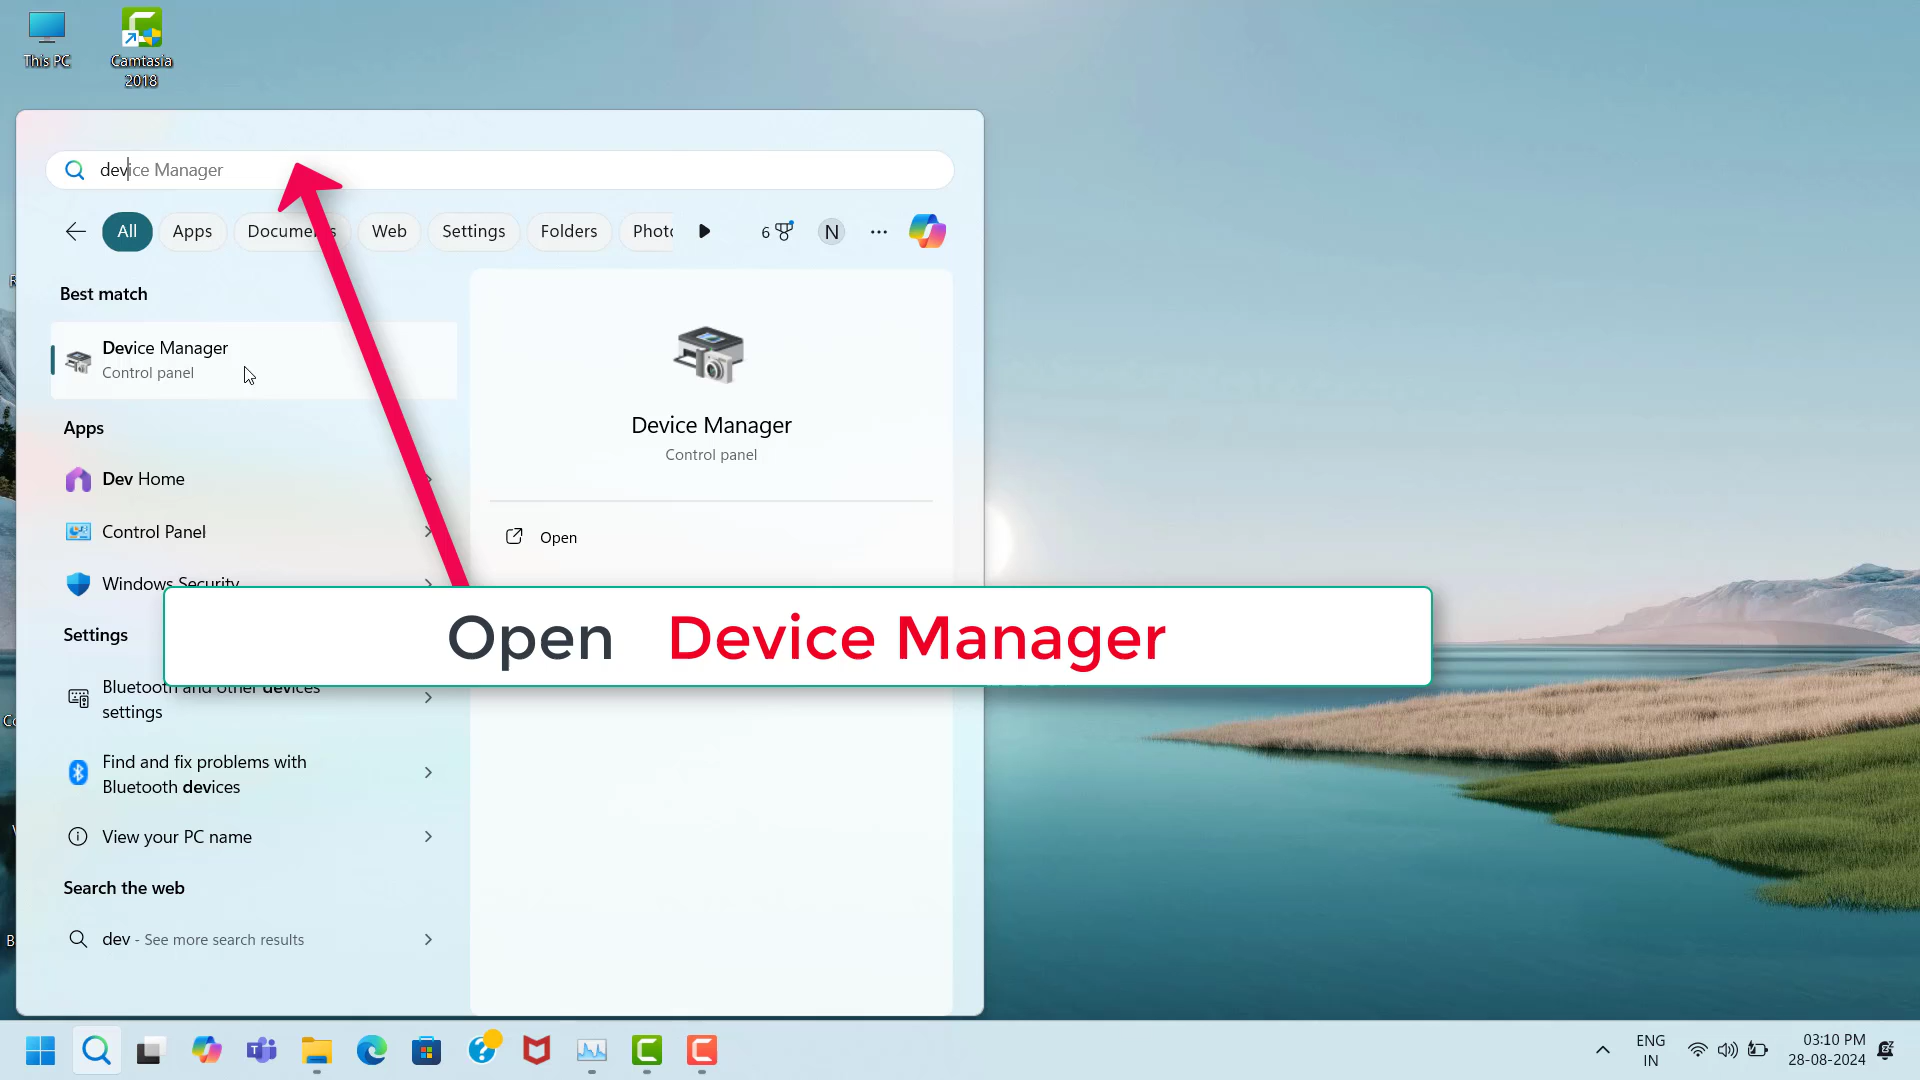 This PC
Camtasia
2018
device Manager
All
Apps
Documents
Web
Settings
Folders
Photo
6
N
Best match
Device Manager
Control panel
Device Manager
Control panel
Open
Apps
Dev Home
Control Panel
Windows Security
Open Device Manager
Settings
Bluetooth and other devices
settings
Find and fix problems with
Bluetooth devices
View your PC name
Search the web
dev - See more search results
ENG
IN
03:10 PM
28-08-2024